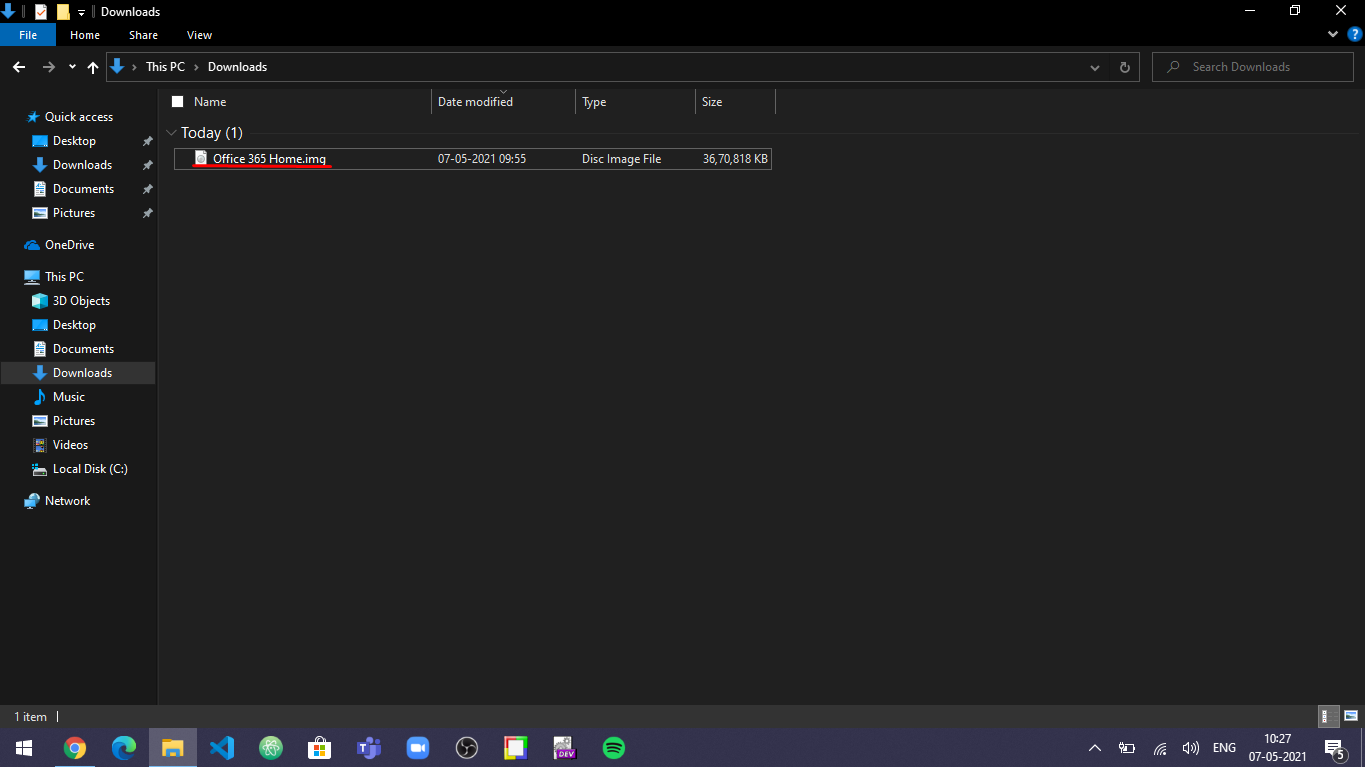 Downloads
File Home Share View
This PC Downloads
Search Downloads
Name Date modified Type Size
Today (1)
Office 365 Home.img 07-05-2021 09:55 Disc Image File 36,70,818 KB
Quick access
Desktop
Downloads
Documents
Pictures
OneDrive
This PC
3D Objects
Desktop
Documents
Downloads
Music
Pictures
Videos
Local Disk (C:)
Network
1 item
DEV
ENG
10:27
07-05-2021
5